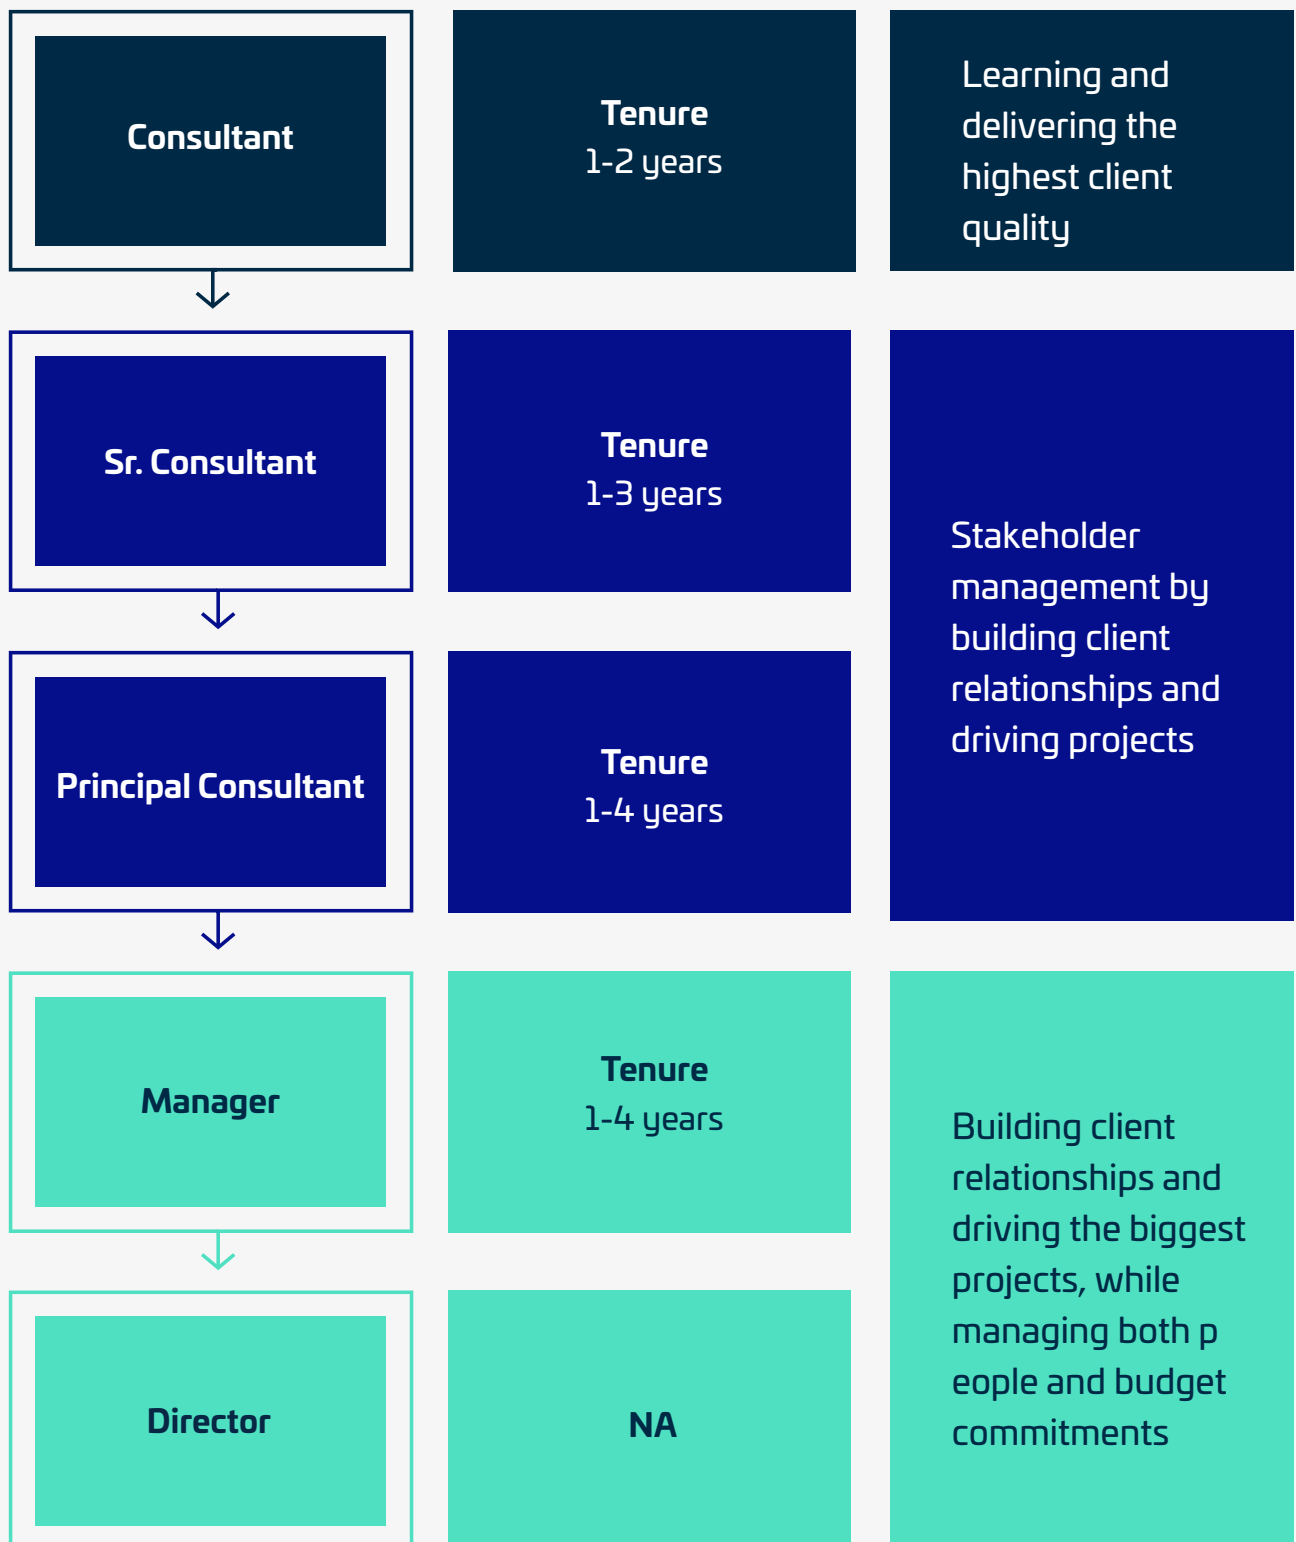 Consultant
Tenure
1-2 years
Learning and
delivering the
highest client
quality
Sr. Consultant
Tenure
1-3 years
Principal Consultant
Tenure
1-4 years
Stakeholder
management by
building client
relationships and
driving projects
Manager
Tenure
1-4 years
Director
NA
Building client
relationships and
driving the biggest
projects, while
managing both p
eople and budget
commitments